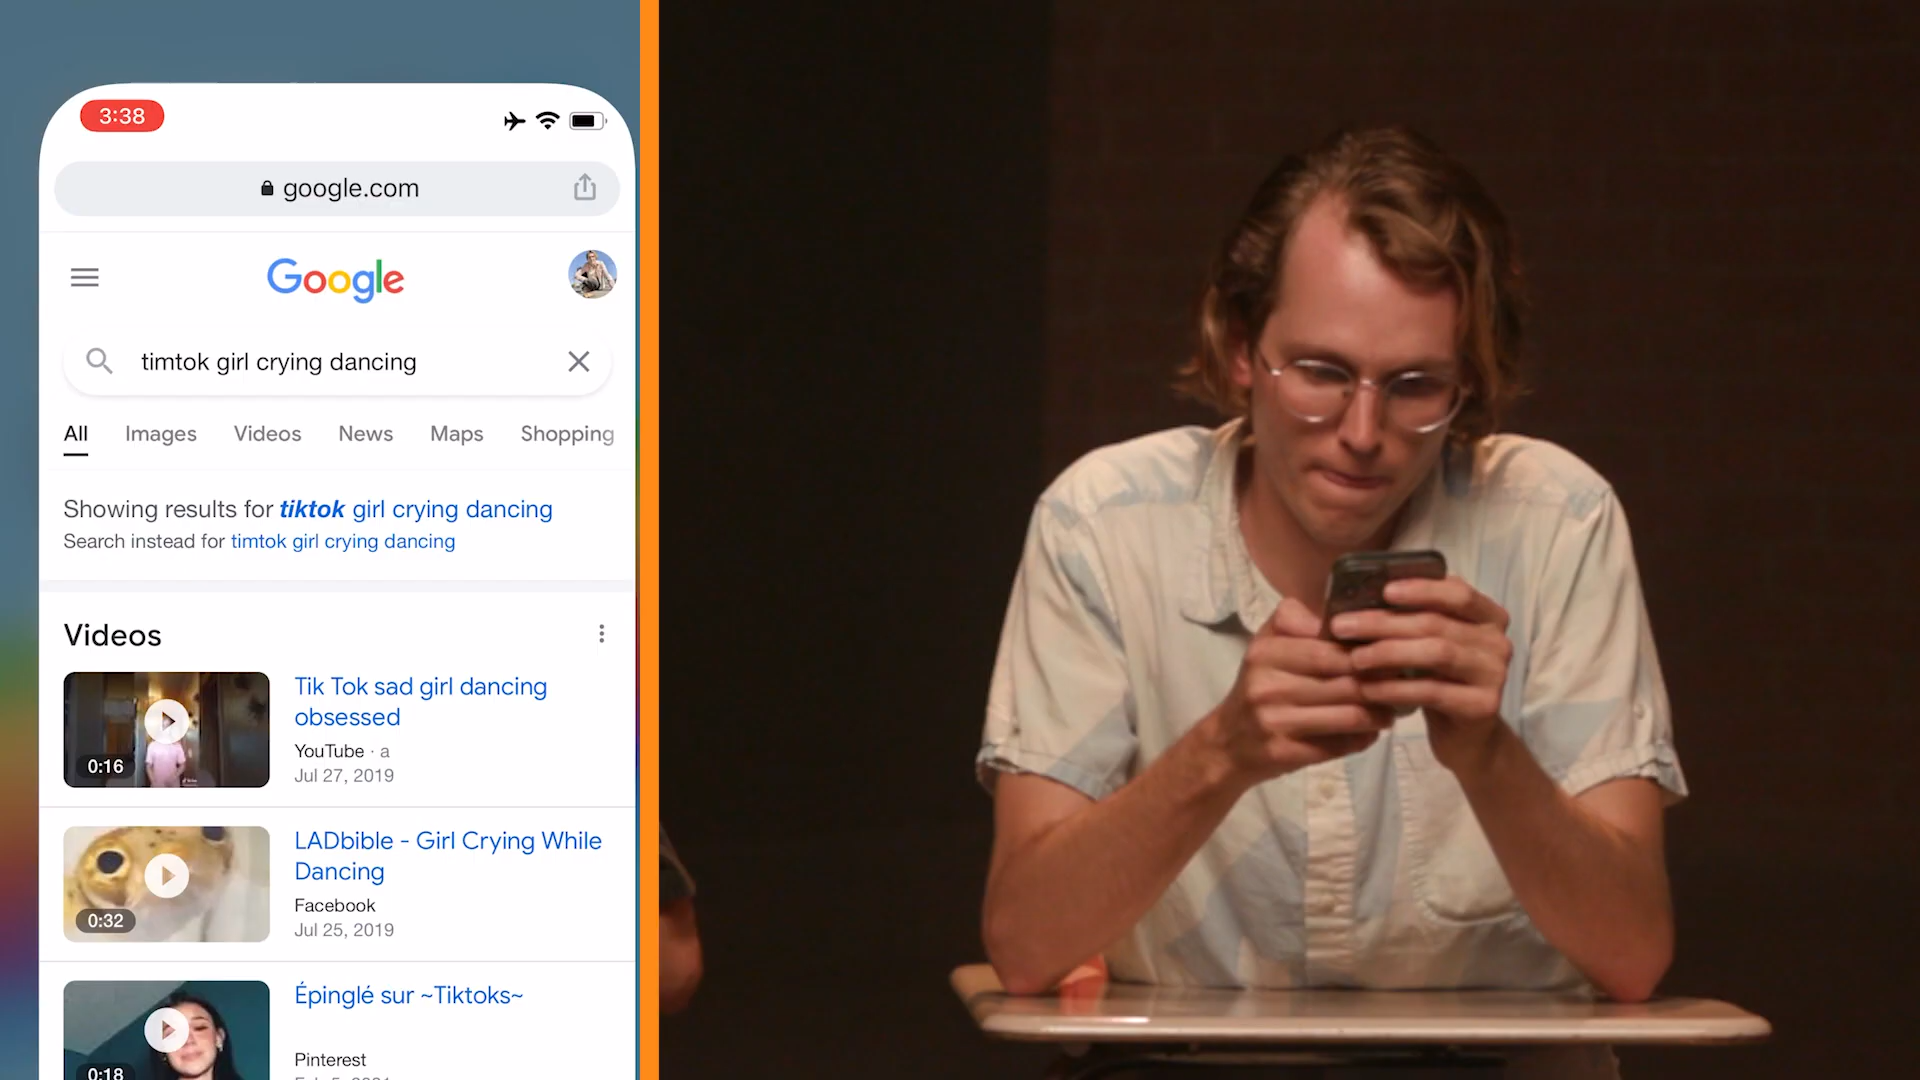 3:38
google.com
Google
timtok girl crying dancing
All Images Videos News Maps Shopping
Showing results for tiktok girl crying dancing
Search instead for timtok girl crying dancing
Videos
Tik Tok sad girl dancing
obsessed
YouTube · a
Jul 27, 2019
0:16
LADbible - Girl Crying While
Dancing
Facebook
Jul 25, 2019
0:32
Épinglé sur ~Tiktoks~
Pinterest
0:18